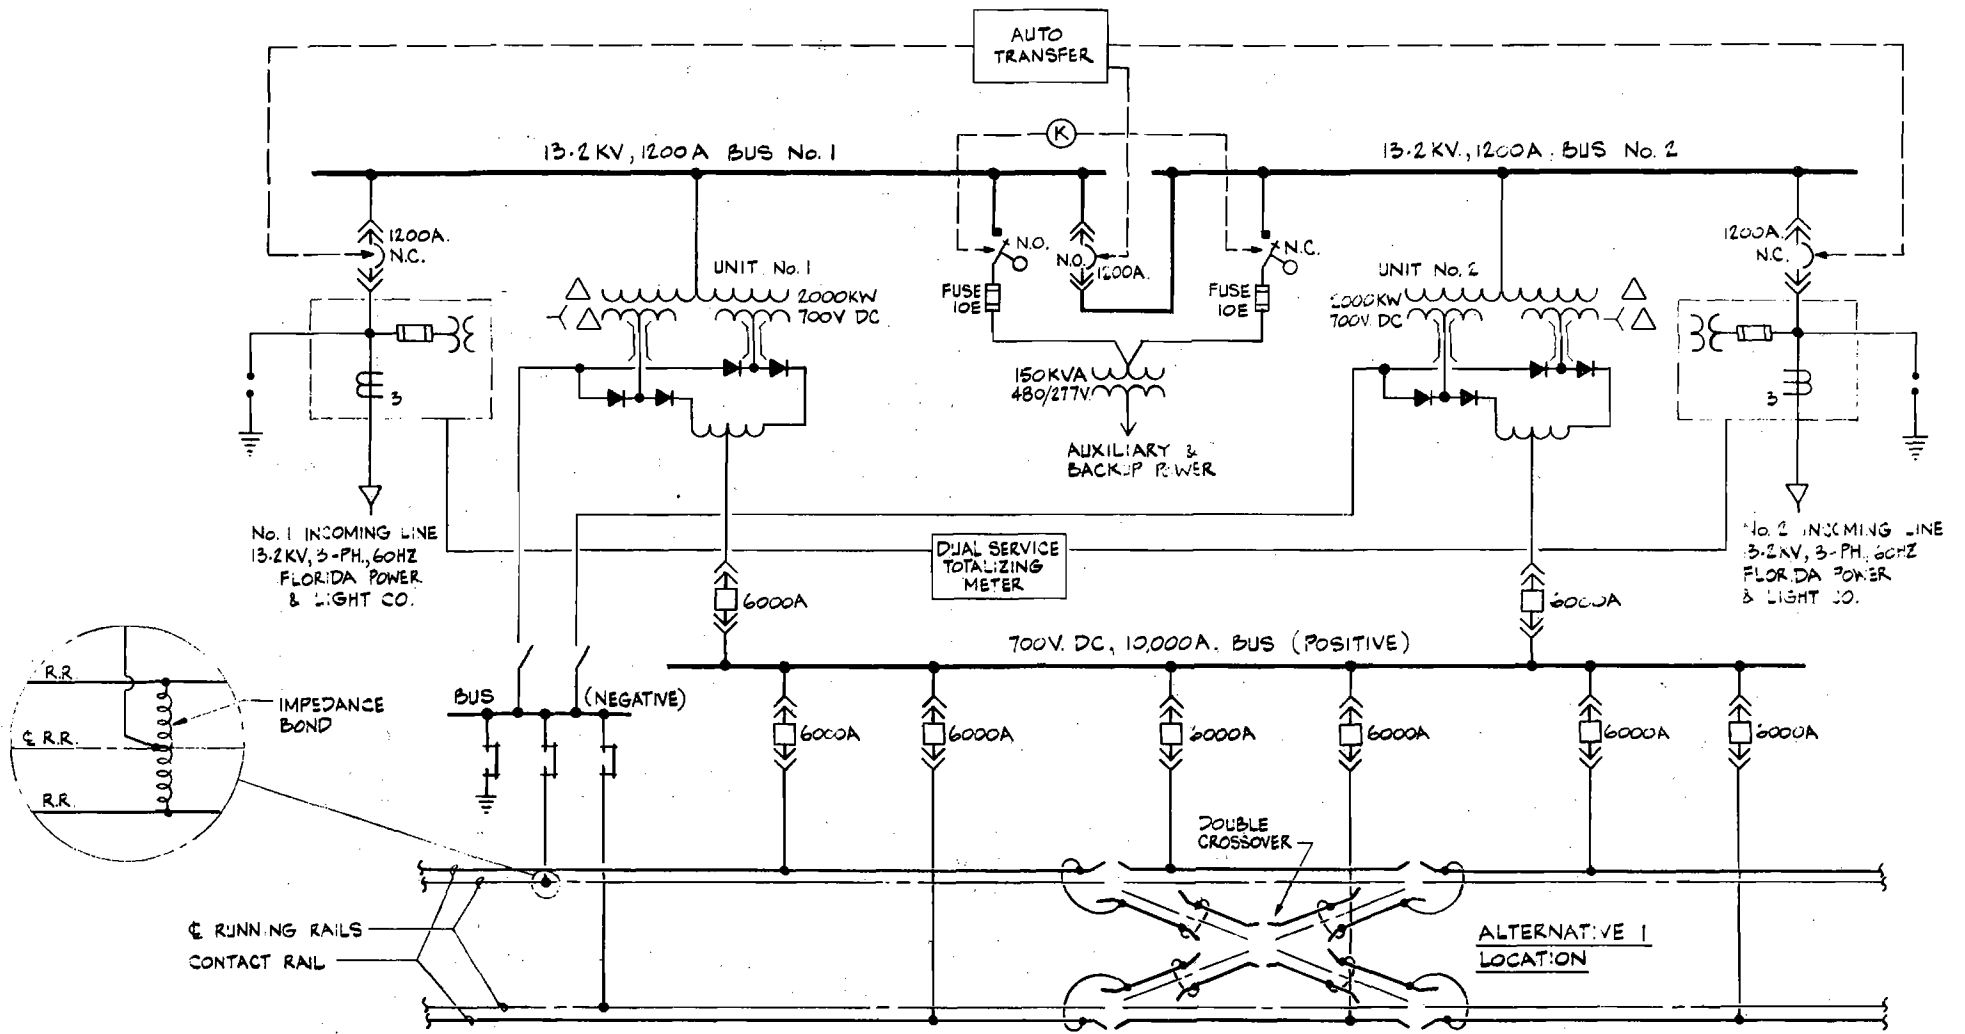 AUTO
TRANSFER
K
13.2KV, 1200A BUS No. 1
13.2KV., 1200A. BUS No. 2
1200A.
N.C.
N.O.
N.O.
1200A.
N.C.
1200A.
N.C.
UNIT No. 1
2000KW
700V DC
FUSE
10E
FUSE
10E
UNIT No. 2
2000KW
700V. DC
3
150KVA
480/277V.
3
AUXILIARY &
BACKUP POWER
No. 1 INCOMING LINE
13.2KV, 3-PH., 60HZ
FLORIDA POWER
& LIGHT CO.
DUAL SERVICE
TOTALIZING
METER
No. 2 INCOMING LINE
13.2KV, 3-PH., 60HZ
FLORIDA POWER
& LIGHT CO.
6000A
6000A
700V. DC, 10,000A. BUS (POSITIVE)
R.R.
IMPEDANCE
BOND
℄ R.R.
R.R.
BUS (NEGATIVE)
6000A
6000A
6000A
6000A
6000A
6000A
DOUBLE
CROSSOVER
℄ RUNNING RAILS
CONTACT RAIL
ALTERNATIVE 1
LOCATION